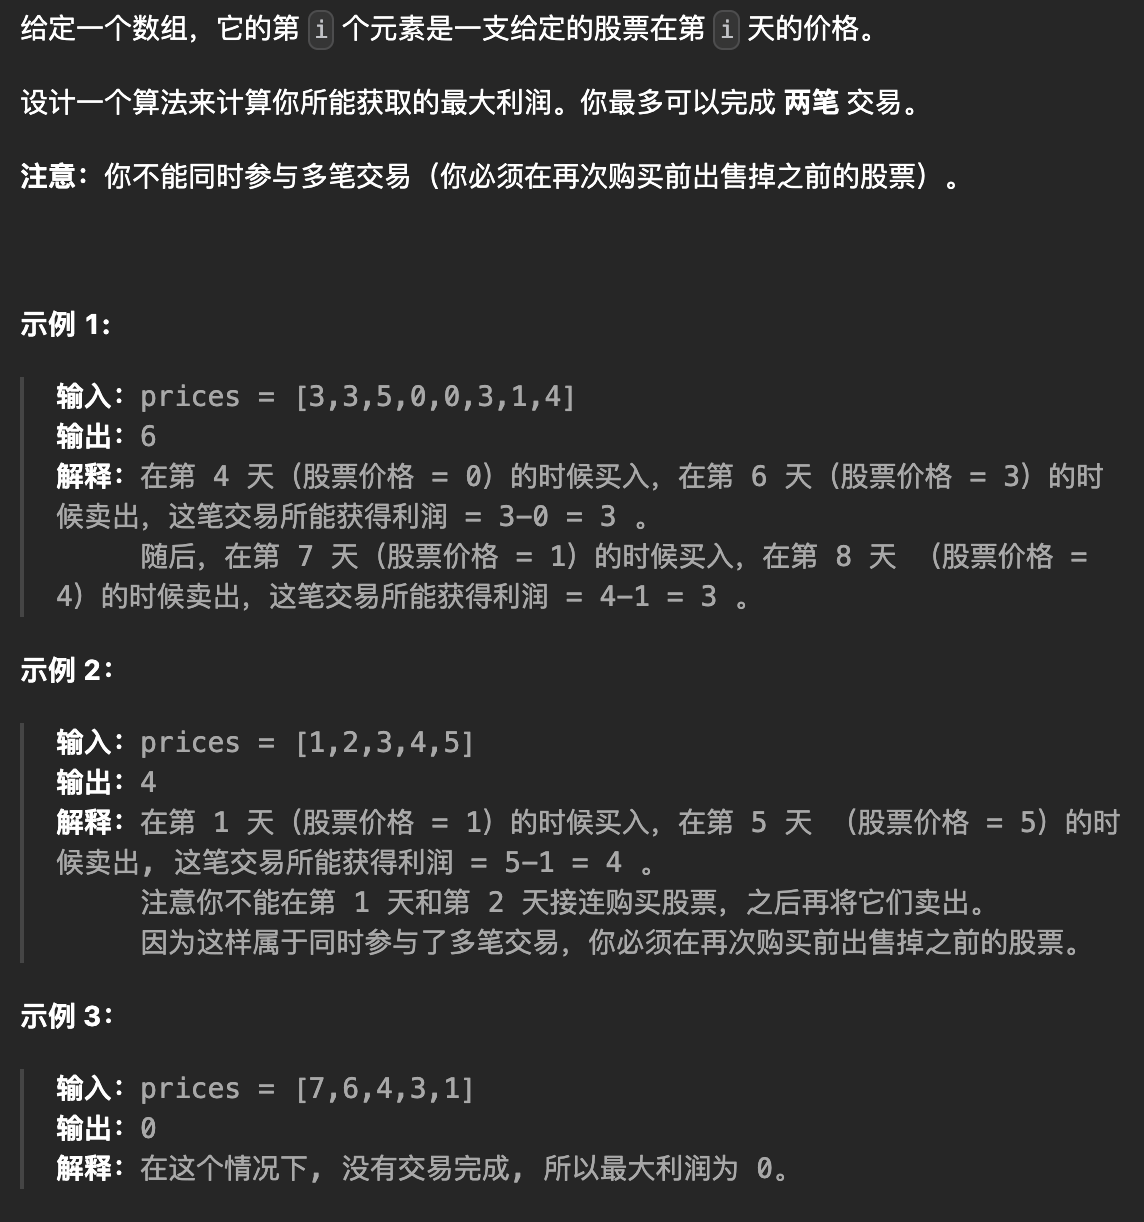 给定一个数组，它的第 i 个元素是一支给定的股票在第 i 天的价格。
设计一个算法来计算你所能获取的最大利润。你最多可以完成 两笔 交易。
注意：你不能同时参与多笔交易（你必须在再次购买前出售掉之前的股票）。
示例 1:
输入：prices = [3,3,5,0,0,3,1,4]
输出：6
解释：在第 4 天（股票价格 = 0）的时候买入，在第 6 天（股票价格 = 3）的时
候卖出，这笔交易所能获得利润 = 3-0 = 3 。
随后，在第 7 天（股票价格 = 1）的时候买入，在第 8 天 （股票价格 =
4）的时候卖出，这笔交易所能获得利润 = 4-1 = 3 。
示例 2：
输入：prices = [1,2,3,4,5]
输出：4
解释：在第 1 天（股票价格 = 1）的时候买入，在第 5 天 （股票价格 = 5）的时
候卖出, 这笔交易所能获得利润 = 5-1 = 4 。
注意你不能在第 1 天和第 2 天接连购买股票，之后再将它们卖出。
因为这样属于同时参与了多笔交易，你必须在再次购买前出售掉之前的股票。
示例 3：
输入：prices = [7,6,4,3,1]
输出：0
解释：在这个情况下, 没有交易完成, 所以最大利润为 0。